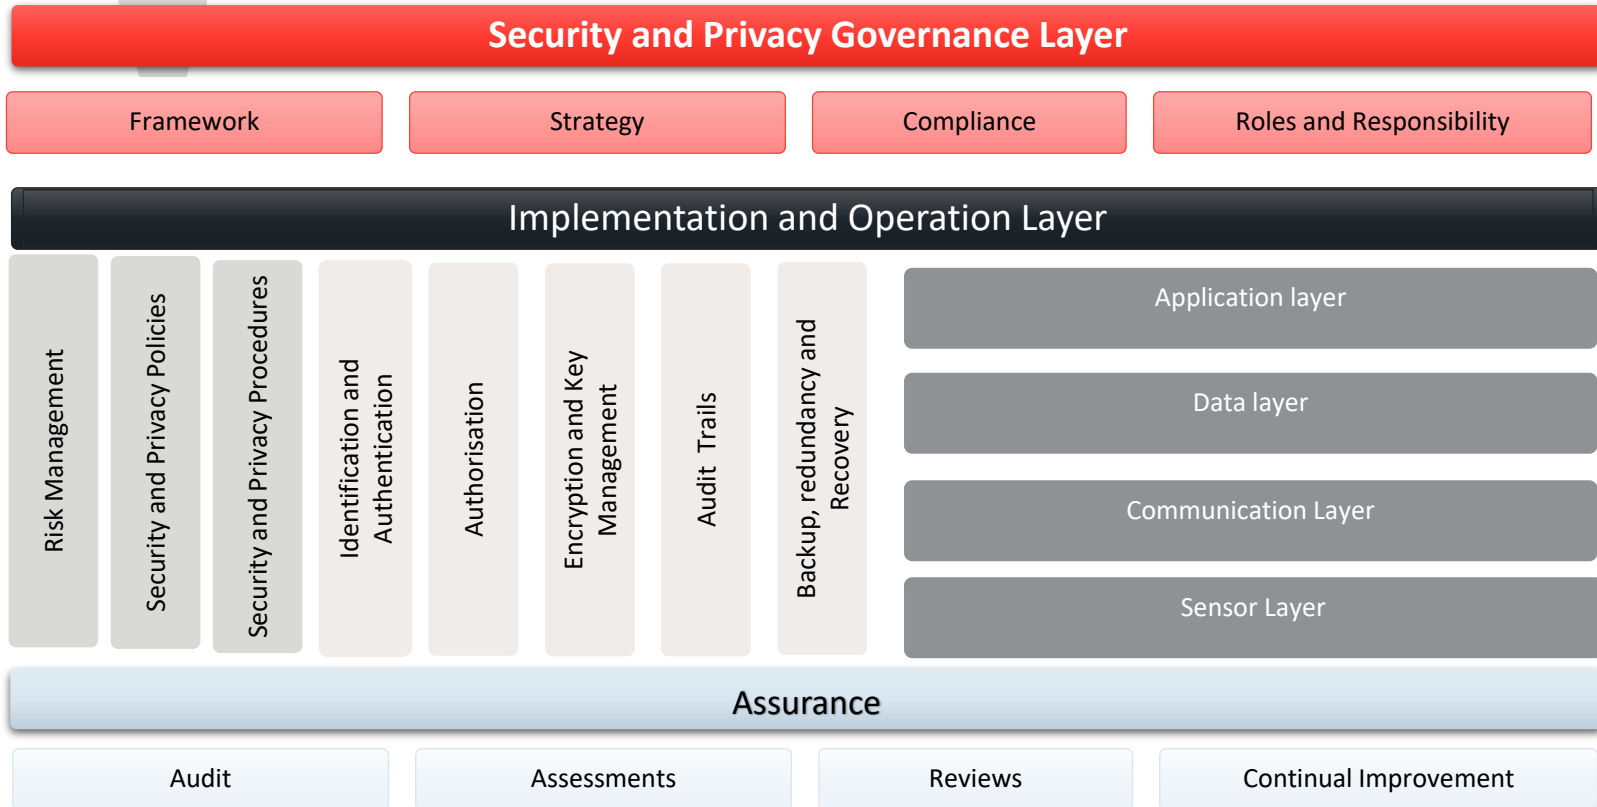 Security and Privacy Governance Layer
Framework
Strategy
Compliance
Roles and Responsibility
Implementation and Operation Layer
Risk Management
Security and Privacy Policies
Security and Privacy Procedures
Identification and
Authentication
Authorisation
Encryption and Key
Management
Audit Trails
Backup, redundancy and
Recovery
Application layer
Data layer
Communication Layer
Sensor Layer
Assurance
Audit
Assessments
Reviews
Continual Improvement